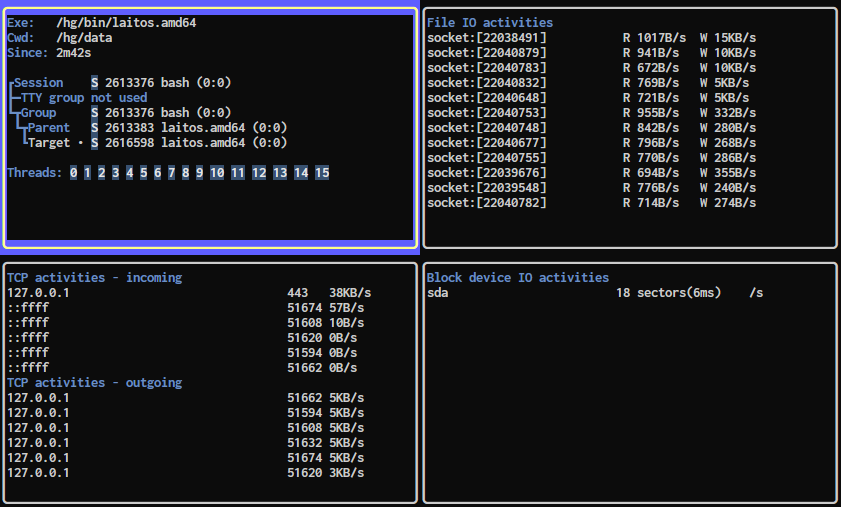 Exe: /hg/bin/laitos.amd64
Cwd: /hg/data
Since: 2m42s
Session S 2613376 bash (0:0)
TTY group not used
Group S 2613376 bash (0:0)
Parent S 2613383 laitos.amd64 (0:0)
Target • S 2616598 laitos.amd64 (0:0)
Threads: 0 1 2 3 4 5 6 7 8 9 10 11 12 13 14 15
File IO activities
socket:[22038491] R 1017B/s W 15KB/s
socket:[22040879] R 941B/s W 10KB/s
socket:[22040783] R 672B/s W 10KB/s
socket:[22040832] R 769B/s W 5KB/s
socket:[22040648] R 721B/s W 5KB/s
socket:[22040753] R 955B/s W 332B/s
socket:[22040748] R 842B/s W 280B/s
socket:[22040677] R 796B/s W 268B/s
socket:[22040755] R 770B/s W 286B/s
socket:[22039676] R 694B/s W 355B/s
socket:[22039548] R 776B/s W 240B/s
socket:[22040782] R 714B/s W 274B/s
TCP activities - incoming
127.0.0.1 443 38KB/s
::ffff 51674 57B/s
::ffff 51608 10B/s
::ffff 51620 0B/s
::ffff 51594 0B/s
::ffff 51662 0B/s
TCP activities - outgoing
127.0.0.1 51662 5KB/s
127.0.0.1 51594 5KB/s
127.0.0.1 51608 5KB/s
127.0.0.1 51632 5KB/s
127.0.0.1 51674 5KB/s
127.0.0.1 51620 3KB/s
Block device IO activities
sda 18 sectors(6ms) /s